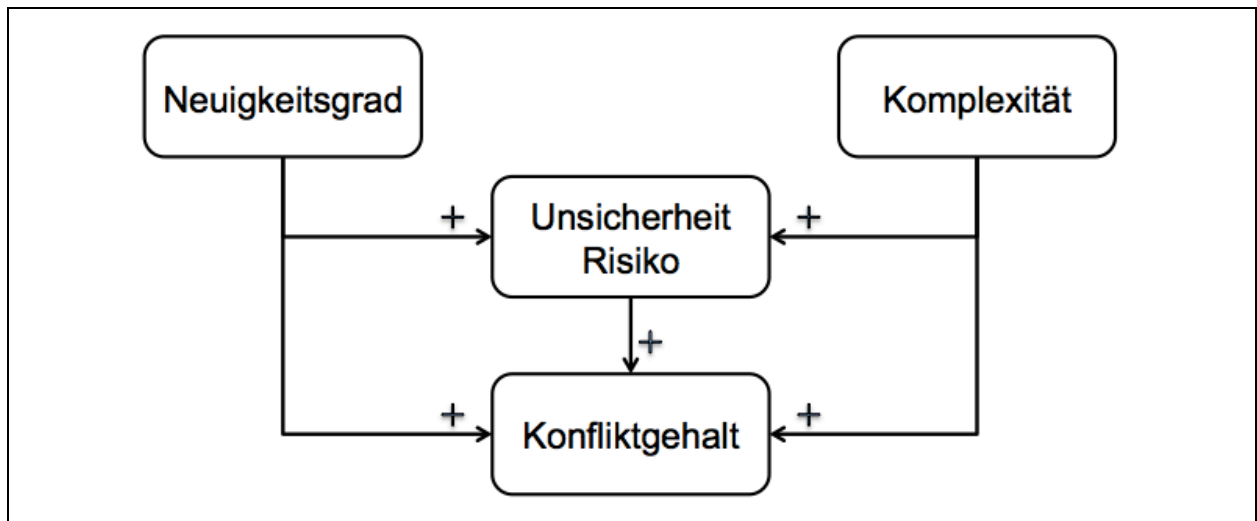 Neuigkeitsgrad
Komplexität
+
Unsicherheit
Risiko
+
+
+
Konfliktgehalt
+